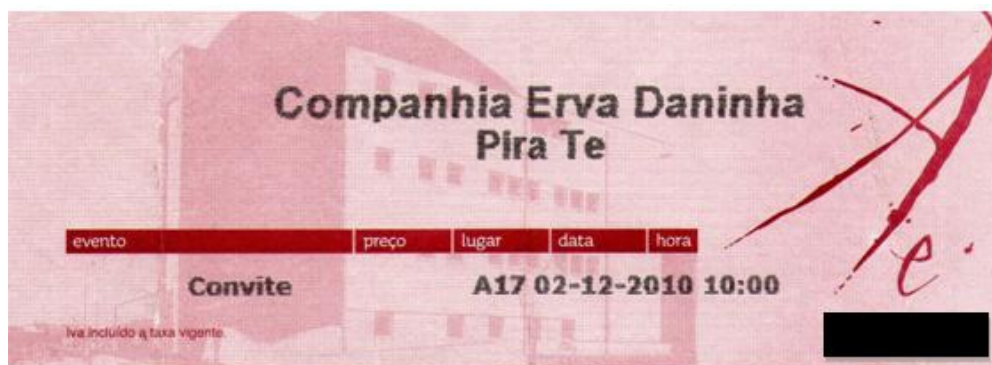 Companhia Erva Daninha
Pira Te
evento preço lugar data hora
Convite A17 02-12-2010 10:00
Iva incluído à taxa vigente.